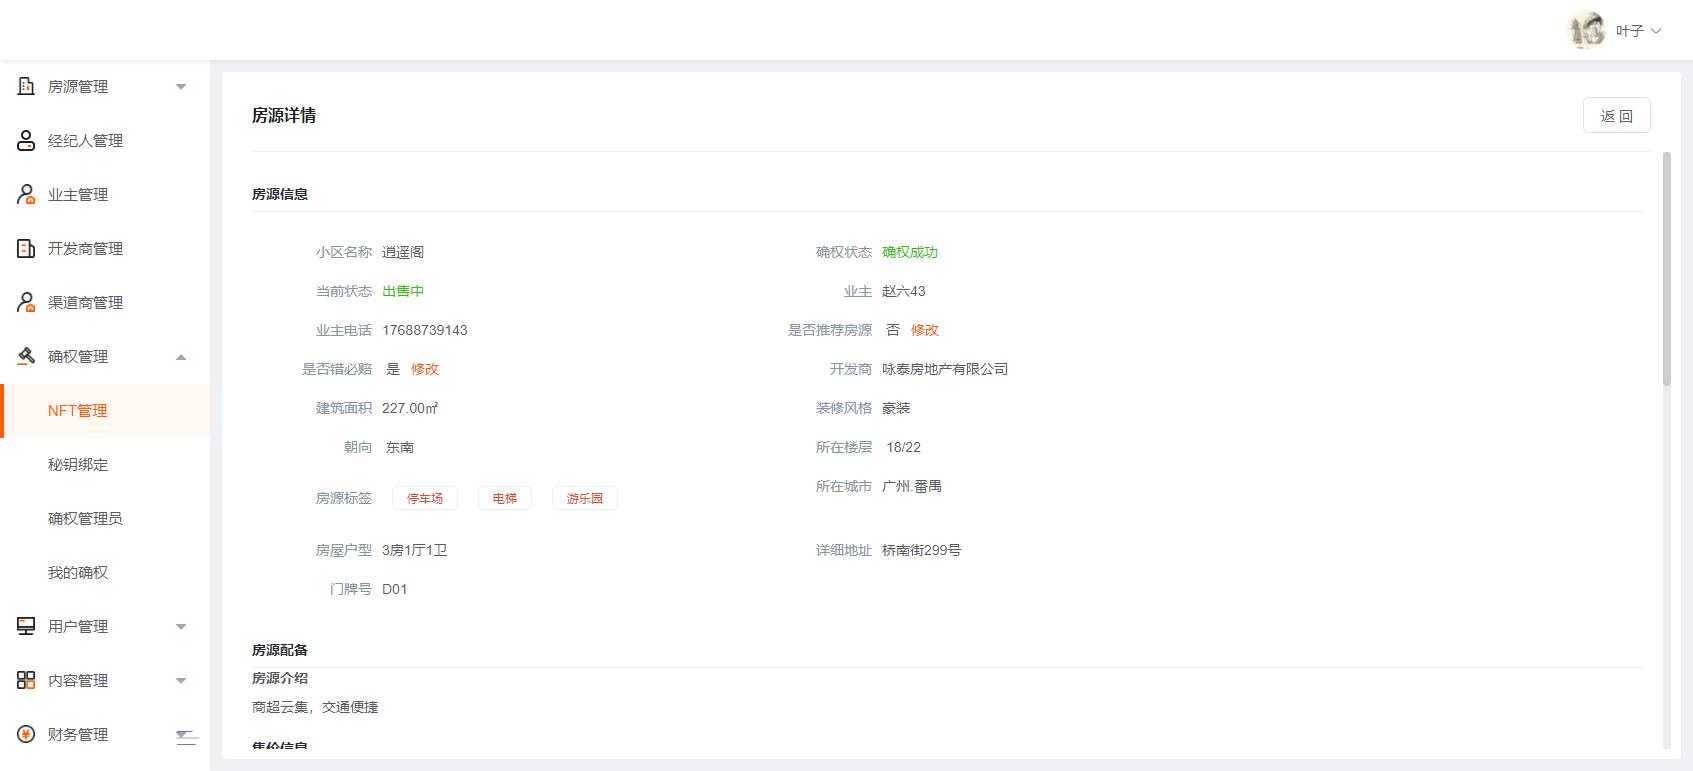 叶子
房源管理
经纪人管理
业主管理
开发商管理
渠道商管理
确权管理
NFT管理
秘钥绑定
确权管理员
我的确权
用户管理
内容管理
财务管理
房源详情
返 回
房源信息
小区名称 逍遥阁 确权状态 确权成功
当前状态 出售中 业主 赵六43
业主电话 17688739143 是否推荐房源 否 修改
是否错必赔 是 修改 开发商 咏泰房地产有限公司
建筑面积 227.00㎡ 装修风格 豪装
朝向 东南 所在楼层 18/22
房源标签 停车场 电梯 游乐园 所在城市 广州.番禺
房屋户型 3房1厅1卫 详细地址 桥南街299号
门牌号 D01
房源配备
房源介绍
商超云集，交通便捷
售价信息